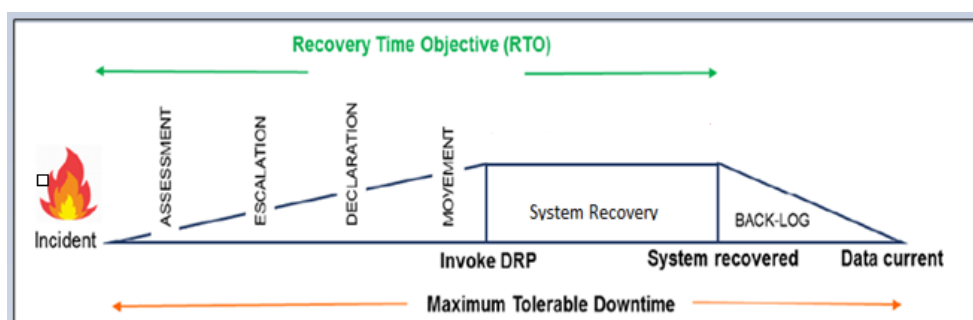 Recovery Time Objective (RTO)
ASSESSMENT
ESCALATION
DECLARATION
MOVEMENT
System Recovery
BACK-LOG
Incident
Invoke DRP
System recovered
Data current
Maximum Tolerable Downtime